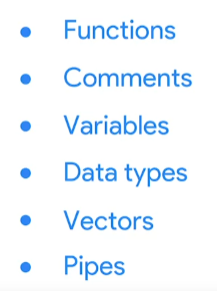 • Functions
• Comments
• Variables
• Data types
• Vectors
• Pipes